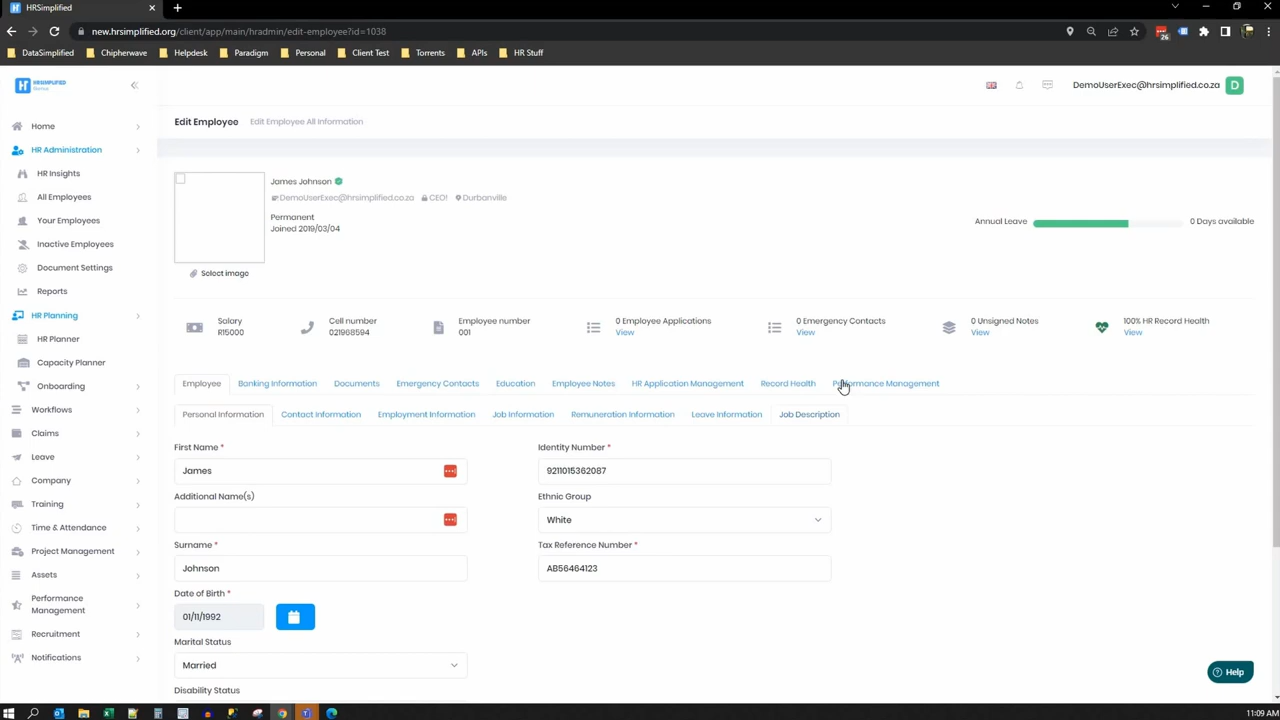 HRSimplified
new.hrsimplified.org/client/app/main/hradmin/edit-employee?id=1038
26
DataSimplified Chipherwave Helpdesk Paradigm Personal Client Test Torrents APIs HR Stuff
HRSIMPLIFIED
DemoUserExec@hrsimplified.co.za D
Edit Employee Edit Employee All Information
Home
HR Administration
HR Insights
All Employees
Your Employees
Inactive Employees
Document Settings
Reports
HR Planning
HR Planner
Capacity Planner
Onboarding
Workflows
Claims
Leave
Company
Training
Time & Attendance
Project Management
Assets
Performance
Management
Recruitment
Notifications
James Johnson
DemoUserExec@hrsimplified.co.za CEO! Durbanville
Permanent
Joined 2019/03/04
Select image
Annual Leave 0 Days available
Salary
R15000
Cell number
021968594
Employee number
001
0 Employee Applications
View
0 Emergency Contacts
View
0 Unsigned Notes
View
100% HR Record Health
View
Employee Banking Information Documents Emergency Contacts Education Employee Notes HR Application Management Record Health Performance Management
Personal Information Contact Information Employment Information Job Information Remuneration Information Leave Information Job Description
First Name *
James
Additional Name(s)
Surname *
Johnson
Date of Birth *
01/11/1992
Marital Status
Married
Disability Status
Identity Number *
9211015362087
Ethnic Group
White
Tax Reference Number *
AB56464123
Help
11:09 AM